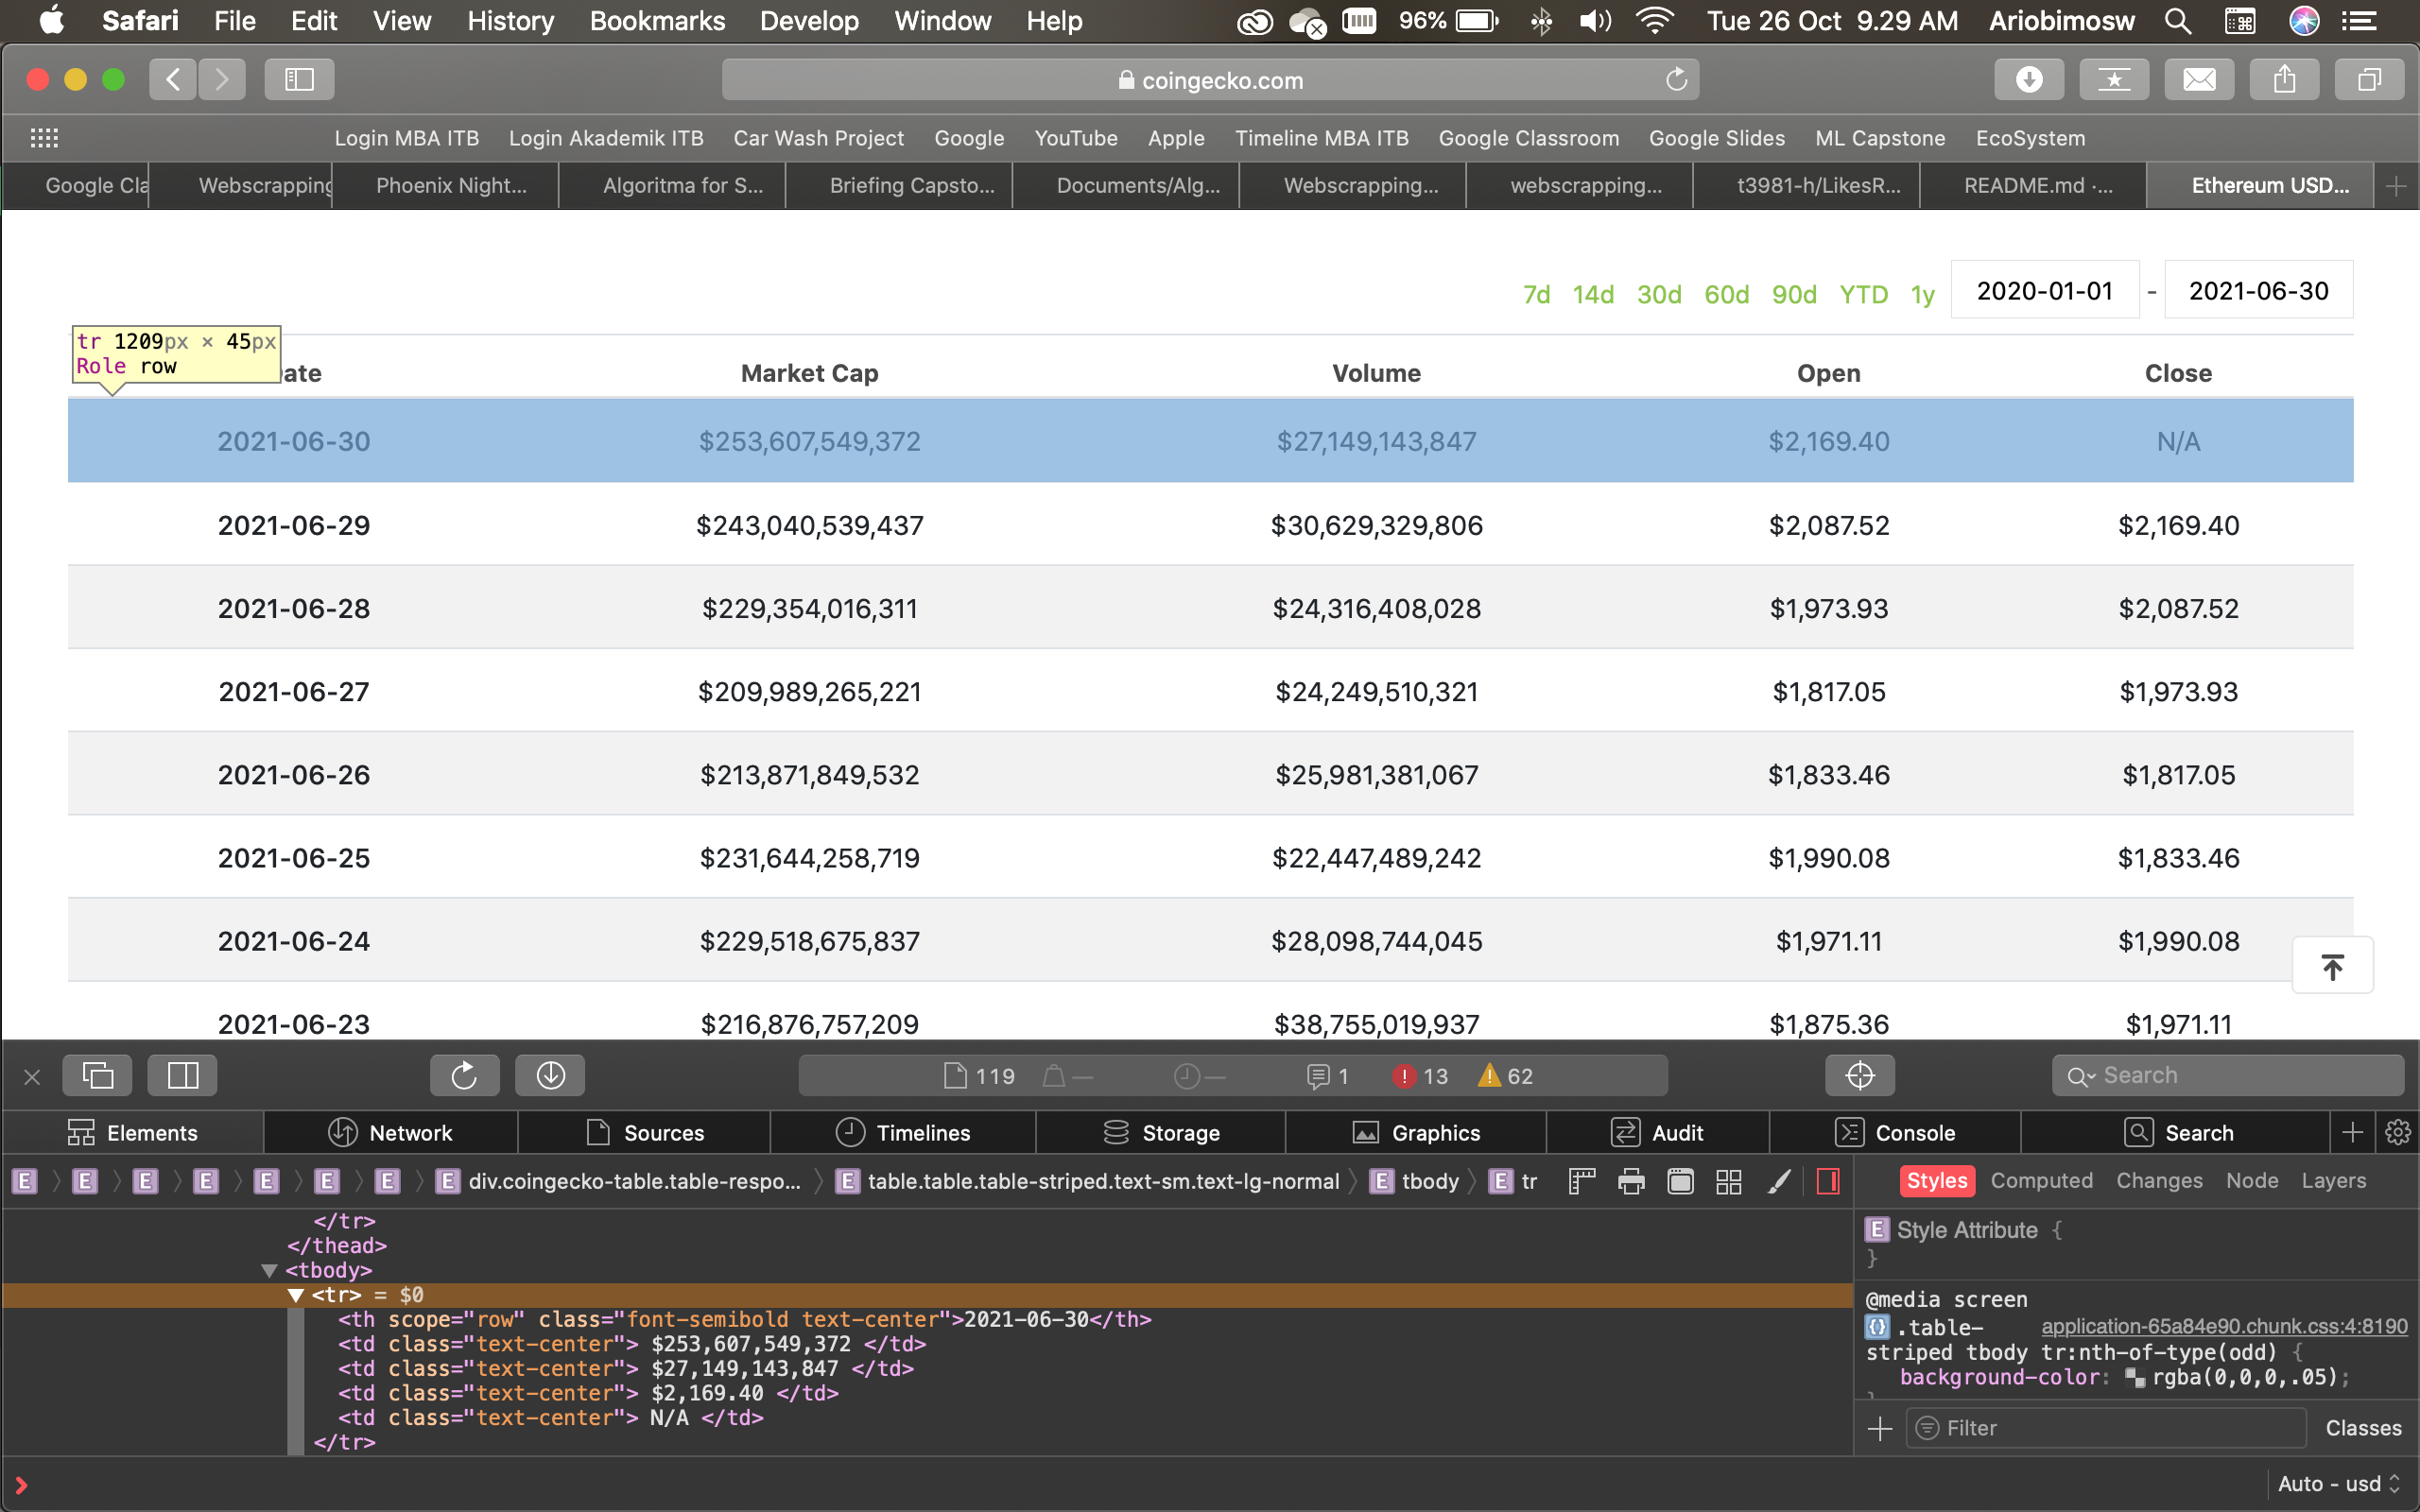 Safari File Edit View History Bookmarks Develop Window Help 96% Tue 26 Oct 9.29 AM Ariobimosw
coingecko.com
Login MBA ITB Login Akademik ITB Car Wash Project Google YouTube Apple Timeline MBA ITB Google Classroom Google Slides ML Capstone EcoSystem
Google Cla Webscrapping Phoenix Night... Algoritma for S... Briefing Capsto... Documents/Alg... Webscrapping... webscrapping... t3981-h/LikesR... README.md ·... Ethereum USD...
7d 14d 30d 60d 90d YTD 1y 2020-01-01 - 2021-06-30
tr 1209px × 45px
Role row
ate Market Cap Volume Open Close
2021-06-30 $253,607,549,372 $27,149,143,847 $2,169.40 N/A
2021-06-29 $243,040,539,437 $30,629,329,806 $2,087.52 $2,169.40
2021-06-28 $229,354,016,311 $24,316,408,028 $1,973.93 $2,087.52
2021-06-27 $209,989,265,221 $24,249,510,321 $1,817.05 $1,973.93
2021-06-26 $213,871,849,532 $25,981,381,067 $1,833.46 $1,817.05
2021-06-25 $231,644,258,719 $22,447,489,242 $1,990.08 $1,833.46
2021-06-24 $229,518,675,837 $28,098,744,045 $1,971.11 $1,990.08
2021-06-23 $216,876,757,209 $38,755,019,937 $1,875.36 $1,971.11
119 — — 1 13 62 Search
Elements Network Sources Timelines Storage Graphics Audit Console Search
E E E E E E E E div.coingecko-table.table-respo... E table.table.table-striped.text-sm.text-lg-normal E tbody E tr Styles Computed Changes Node Layers
</tr>
</thead>
<tbody>
<tr> = $0
<th scope="row" class="font-semibold text-center">2021-06-30</th>
<td class="text-center"> $253,607,549,372 </td>
<td class="text-center"> $27,149,143,847 </td>
<td class="text-center"> $2,169.40 </td>
<td class="text-center"> N/A </td>
</tr>
E Style Attribute {
}
@media screen
{} .table- application-65a84e90.chunk.css:4:8190
striped tbody tr:nth-of-type(odd) {
background-color: rgba(0,0,0,.05);
Filter Classes
Auto - usd